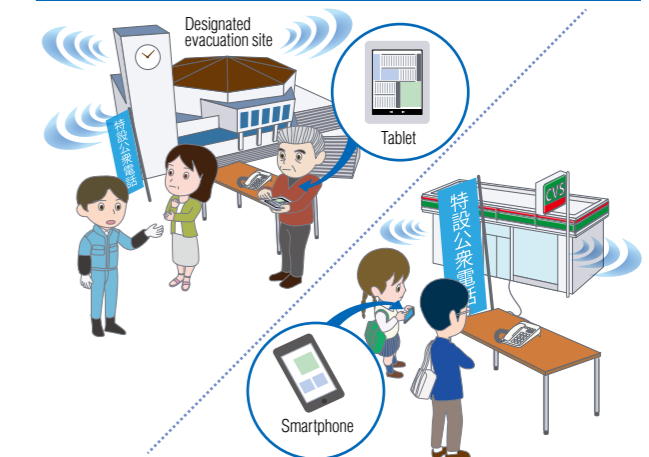 Designated
evacuation site
Tablet
特設公衆電話
CVS
特設公衆電話
Smartphone